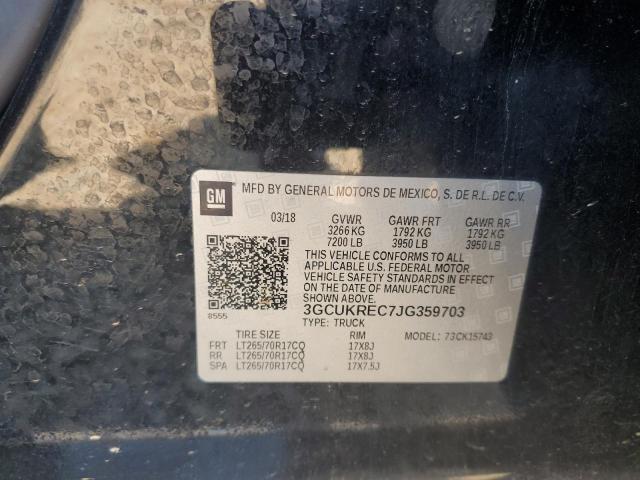 GM
MFD BY GENERAL MOTORS DE MEXICO, S. DE R.L. DE C.V.
03/18 GVWR GAWR FRT GAWR RR
3266 KG 1792 KG 1792 KG
7200 LB 3950 LB 3950 LB
THIS VEHICLE CONFORMS TO ALL
APPLICABLE U.S. FEDERAL MOTOR
VEHICLE SAFETY STANDARDS IN EFFECT
ON THE DATE OF MANUFACTURE
SHOWN ABOVE.
8555 3GCUKREC7JG359703
TYPE: TRUCK
TIRE SIZE RIM MODEL: 73CK15743
FRT LT265/70R17CQ 17X8J
RR LT265/70R17CQ 17X8J
SPA LT265/70R17CQ 17X7.5J